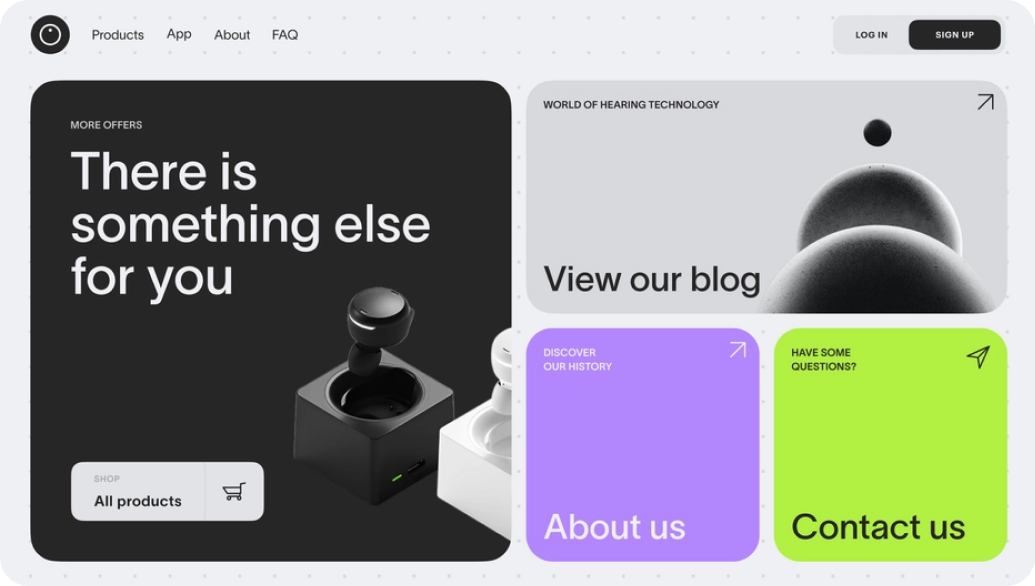 Products App About FAQ
LOG IN SIGN UP
MORE OFFERS
There is
something else
for you
SHOP
All products
WORLD OF HEARING TECHNOLOGY
View our blog
DISCOVER
OUR HISTORY
About us
HAVE SOME
QUESTIONS?
Contact us